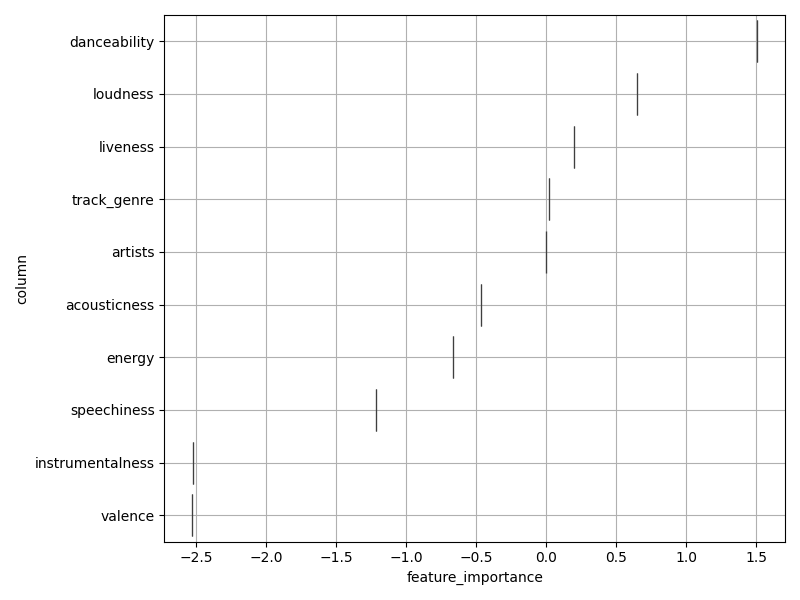 danceability
loudness
liveness
track_genre
artists
acousticness
energy
speechiness
instrumentalness
valence
column
−2.5 −2.0 −1.5 −1.0 −0.5 0.0 0.5 1.0 1.5
feature_importance